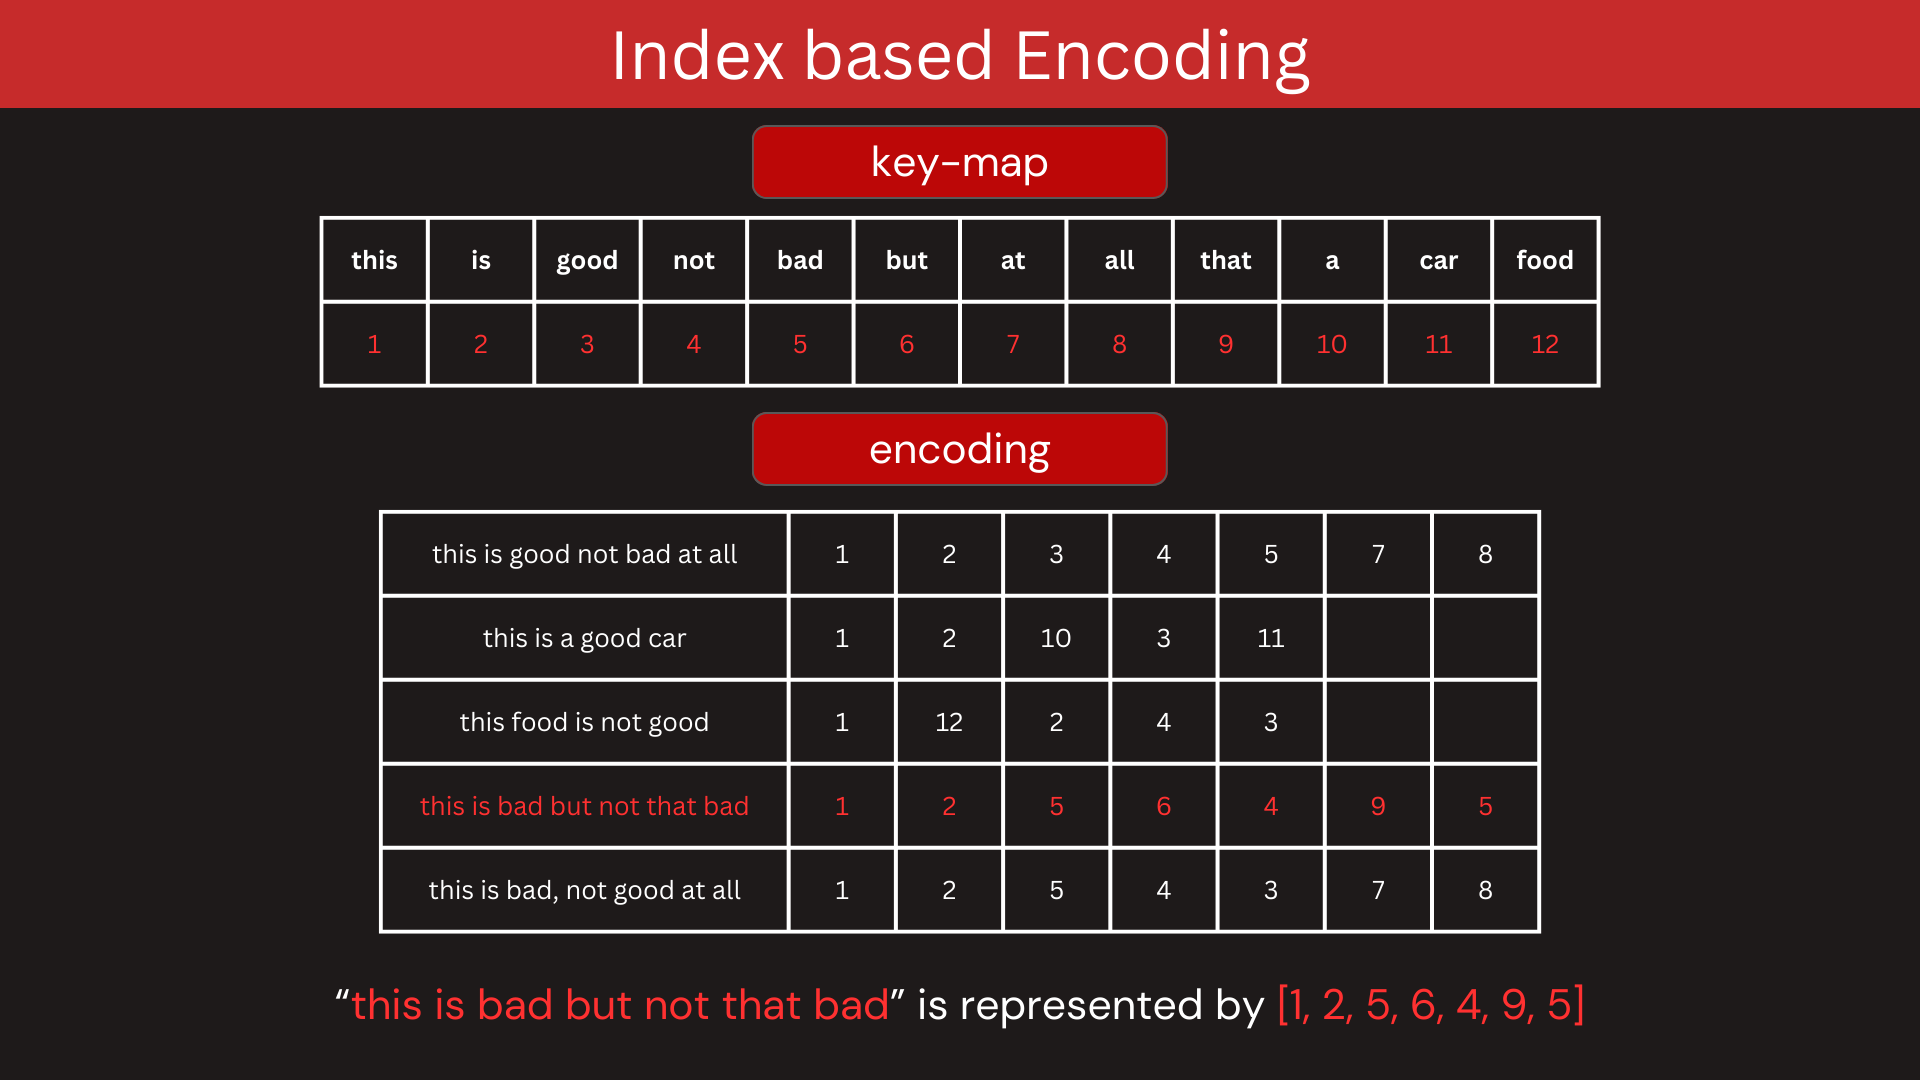 Index based Encoding
key-map
this is good not bad but at all that a car food
1 2 3 4 5 6 7 8 9 10 11 12
encoding
this is good not bad at all 1 2 3 4 5 7 8
this is a good car 1 2 10 3 11
this food is not good 1 12 2 4 3
this is bad but not that bad 1 2 5 6 4 9 5
this is bad, not good at all 1 2 5 4 3 7 8
“this is bad but not that bad” is represented by [1, 2, 5, 6, 4, 9, 5]